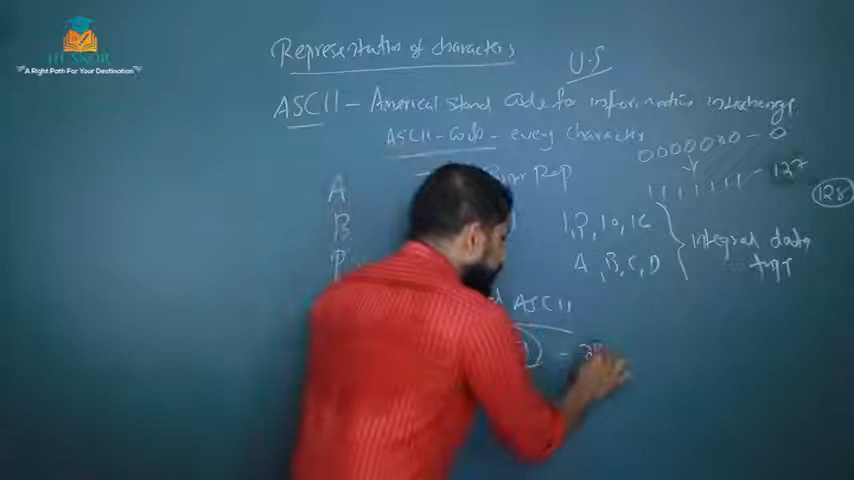 A Right Path For Your Destination
Representation of characters
U.S
ASCII - American stand code for information interchange
ASCII-code - every character
0000000 - 0
1111111 - 127
128
A
B
1, 2, 10, 16
A, B, C, D
Integral data type
ASCII
=